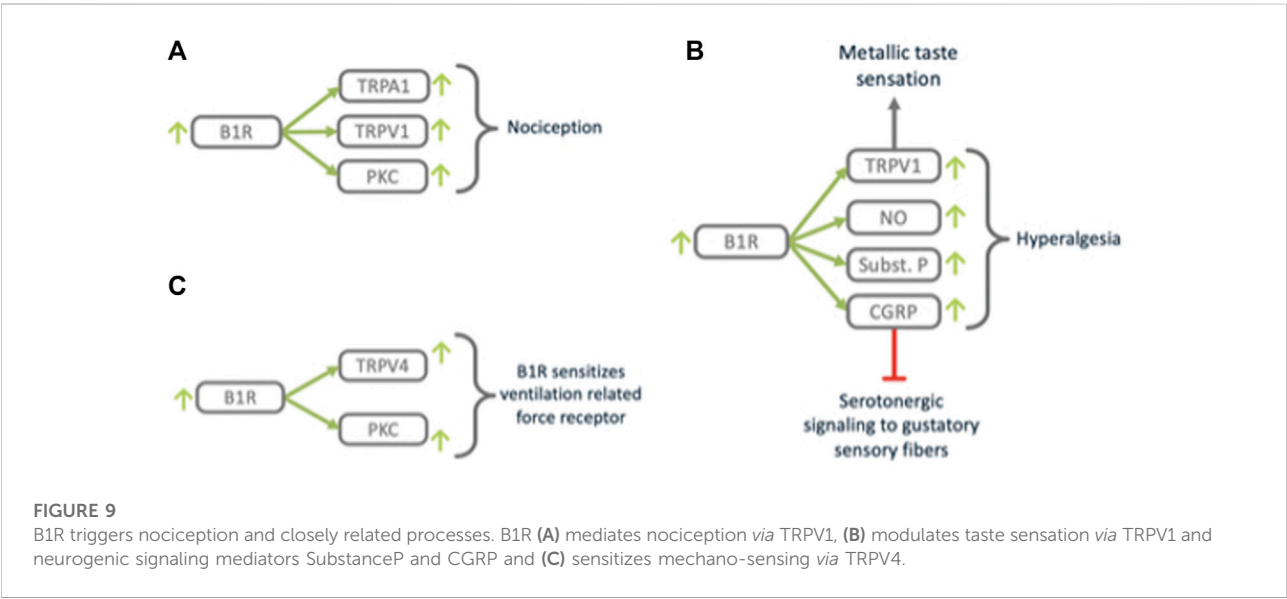 A
B1R
TRPA1
TRPV1
PKC
Nociception
B
Metallic taste
sensation
B1R
TRPV1
NO
Subst. P
CGRP
Hyperalgesia
Serotonergic
signaling to gustatory
sensory fibers
C
B1R
TRPV4
PKC
B1R sensitizes
ventilation related
force receptor
FIGURE 9
B1R triggers nociception and closely related processes. B1R (A) mediates nociception via TRPV1, (B) modulates taste sensation via TRPV1 and
neurogenic signaling mediators SubstanceP and CGRP and (C) sensitizes mechano-sensing via TRPV4.